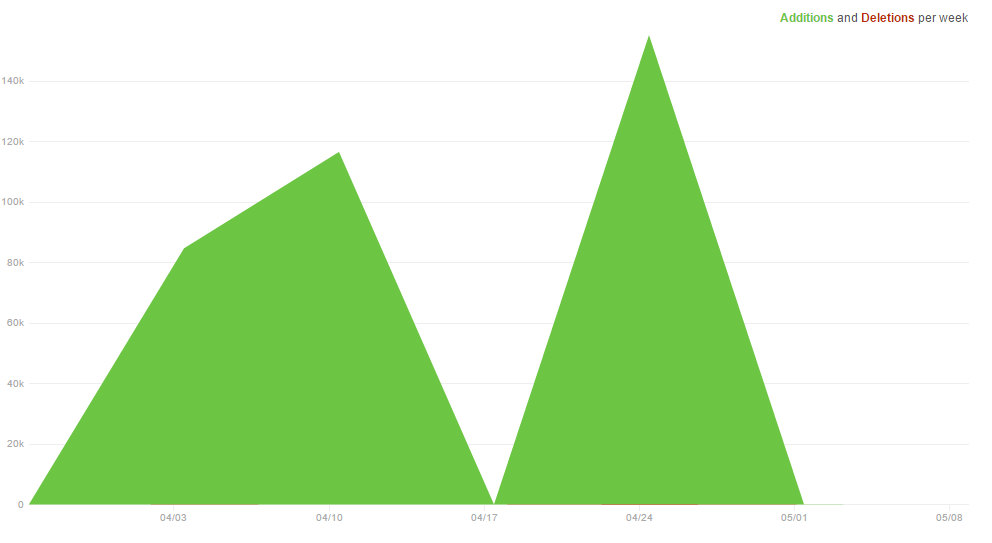 Additions and Deletions per week
140k
120k
100k
80k
60k
40k
20k
0
04/03 04/10 04/17 04/24 05/01 05/08